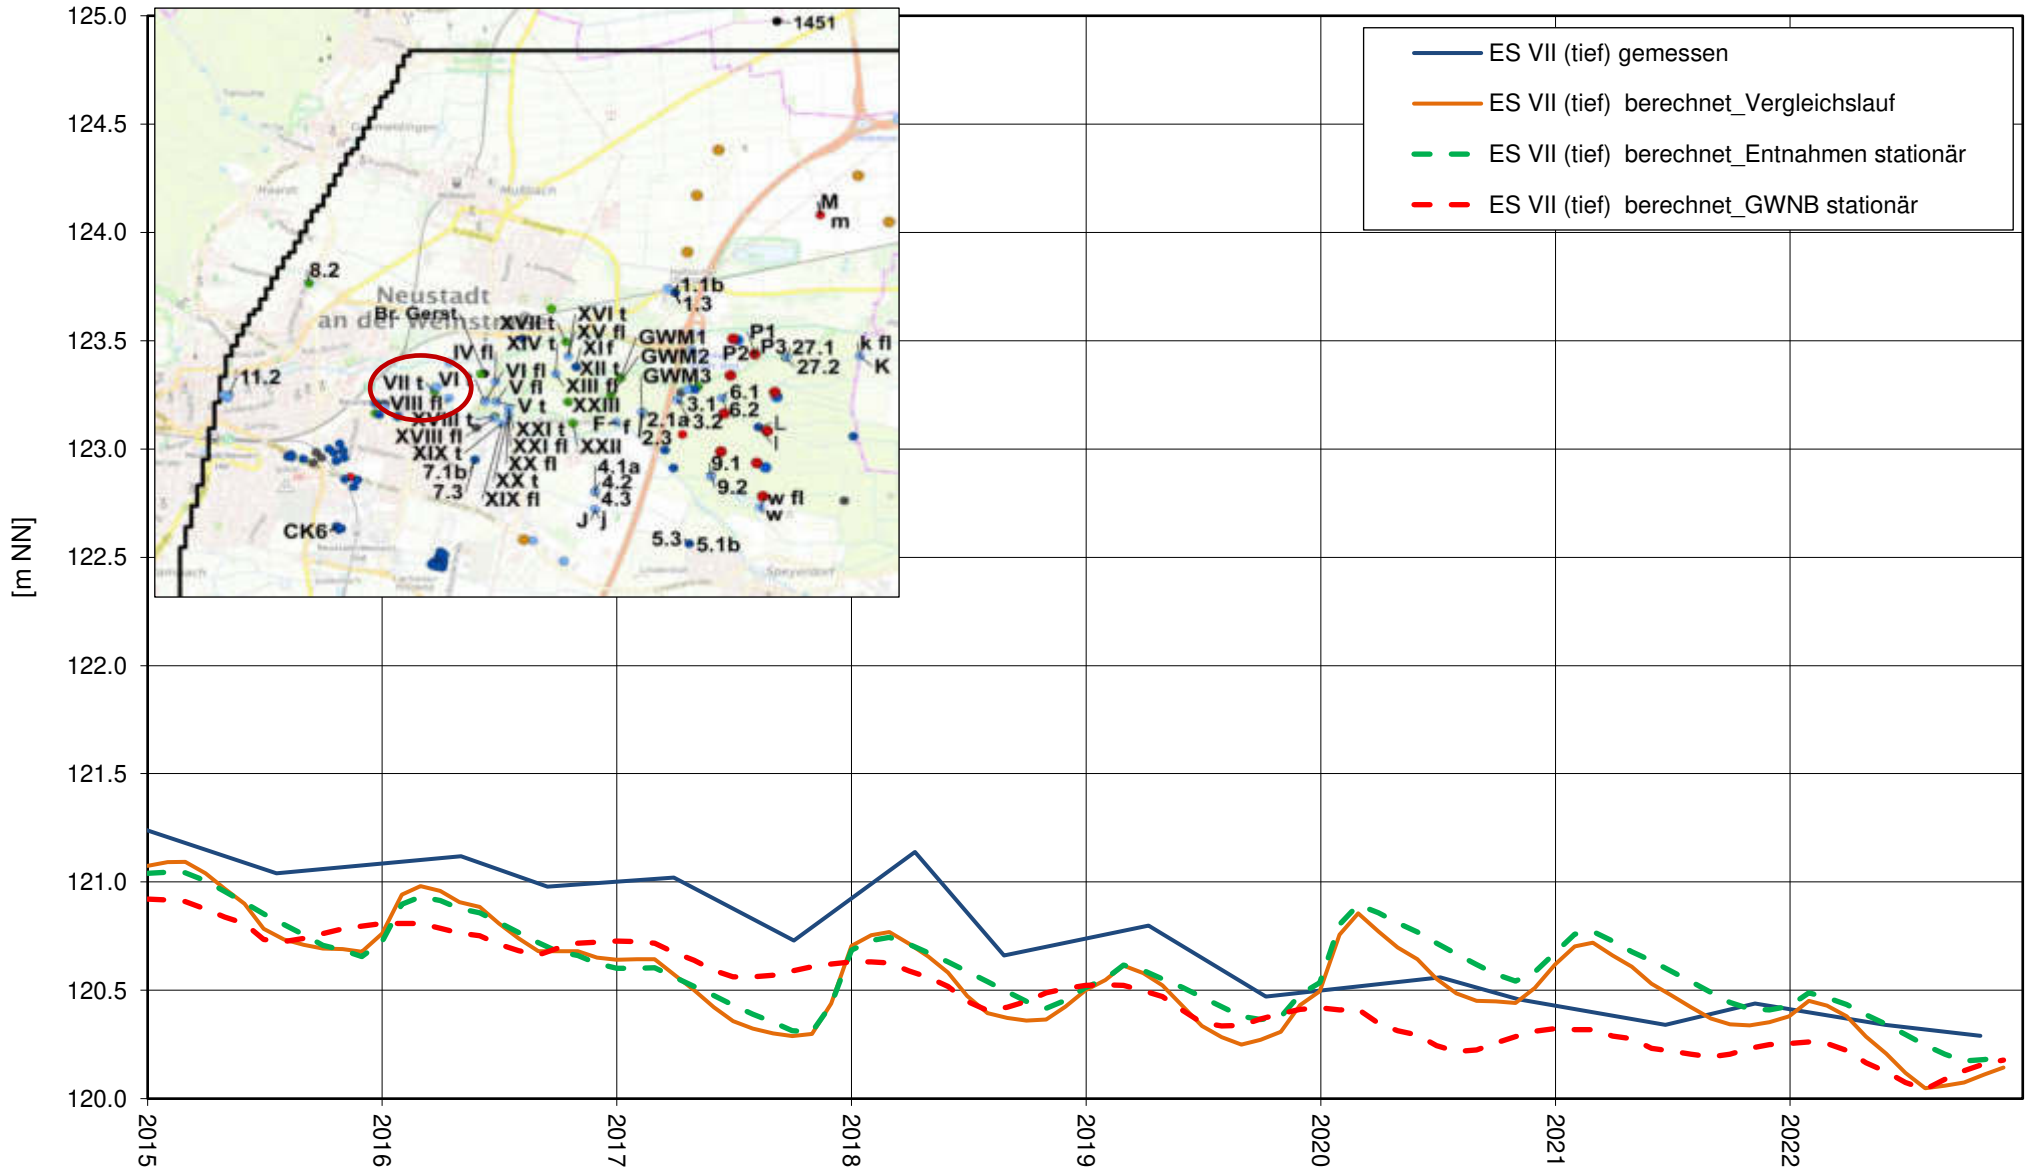 125.0
124.5
124.0
123.5
123.0
122.5
122.0
121.5
121.0
120.5
120.0
[m NN]
2015
2016
2017
2018
2019
2020
2021
2022
ES VII (tief) gemessen
ES VII (tief) berechnet_Vergleichslauf
ES VII (tief) berechnet_Entnahmen stationär
ES VII (tief) berechnet_GWNB stationär
1451
Haardt
Mußbach
M
m
8.2
Neustadt
an der Weinstraße
Br. Gerst.
1.1b
1.3
XVII t
XVI t
XV fl
XIV t
XI f
XII t
XIII fl
XXIII
GWM1
GWM2
GWM3
P1
P2
P3
27.1
27.2
k fl
K
11.2
IV fl
VII t
VI
VIII fl
VI fl
V fl
V t
XVIII t
XVIII fl
XIX t
XXI t
XXI fl
XX fl
XX t
XIX fl
XXII
F
f
2.1a
2.3
3.1
3.2
6.1
6.2
L
l
7.1b
7.3
4.1a
4.2
4.3
J
j
9.1
9.2
w fl
w
CK6
5.3
5.1b
Speyerdorf